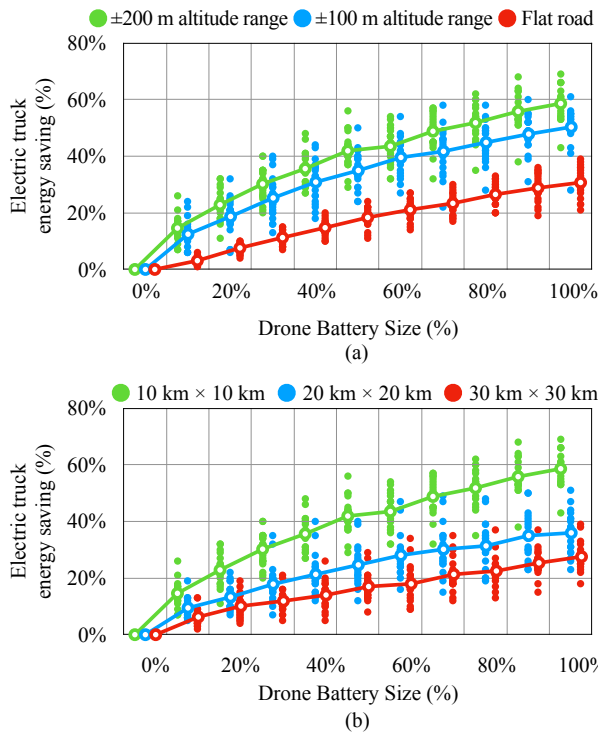 ±200 m altitude range ±100 m altitude range Flat road
80%
60%
40%
20%
0%
Electric truck
energy saving (%)
0% 20% 40% 60% 80% 100%
Drone Battery Size (%)
(a)
10 km × 10 km 20 km × 20 km 30 km × 30 km
80%
60%
40%
20%
0%
Electric truck
energy saving (%)
0% 20% 40% 60% 80% 100%
Drone Battery Size (%)
(b)